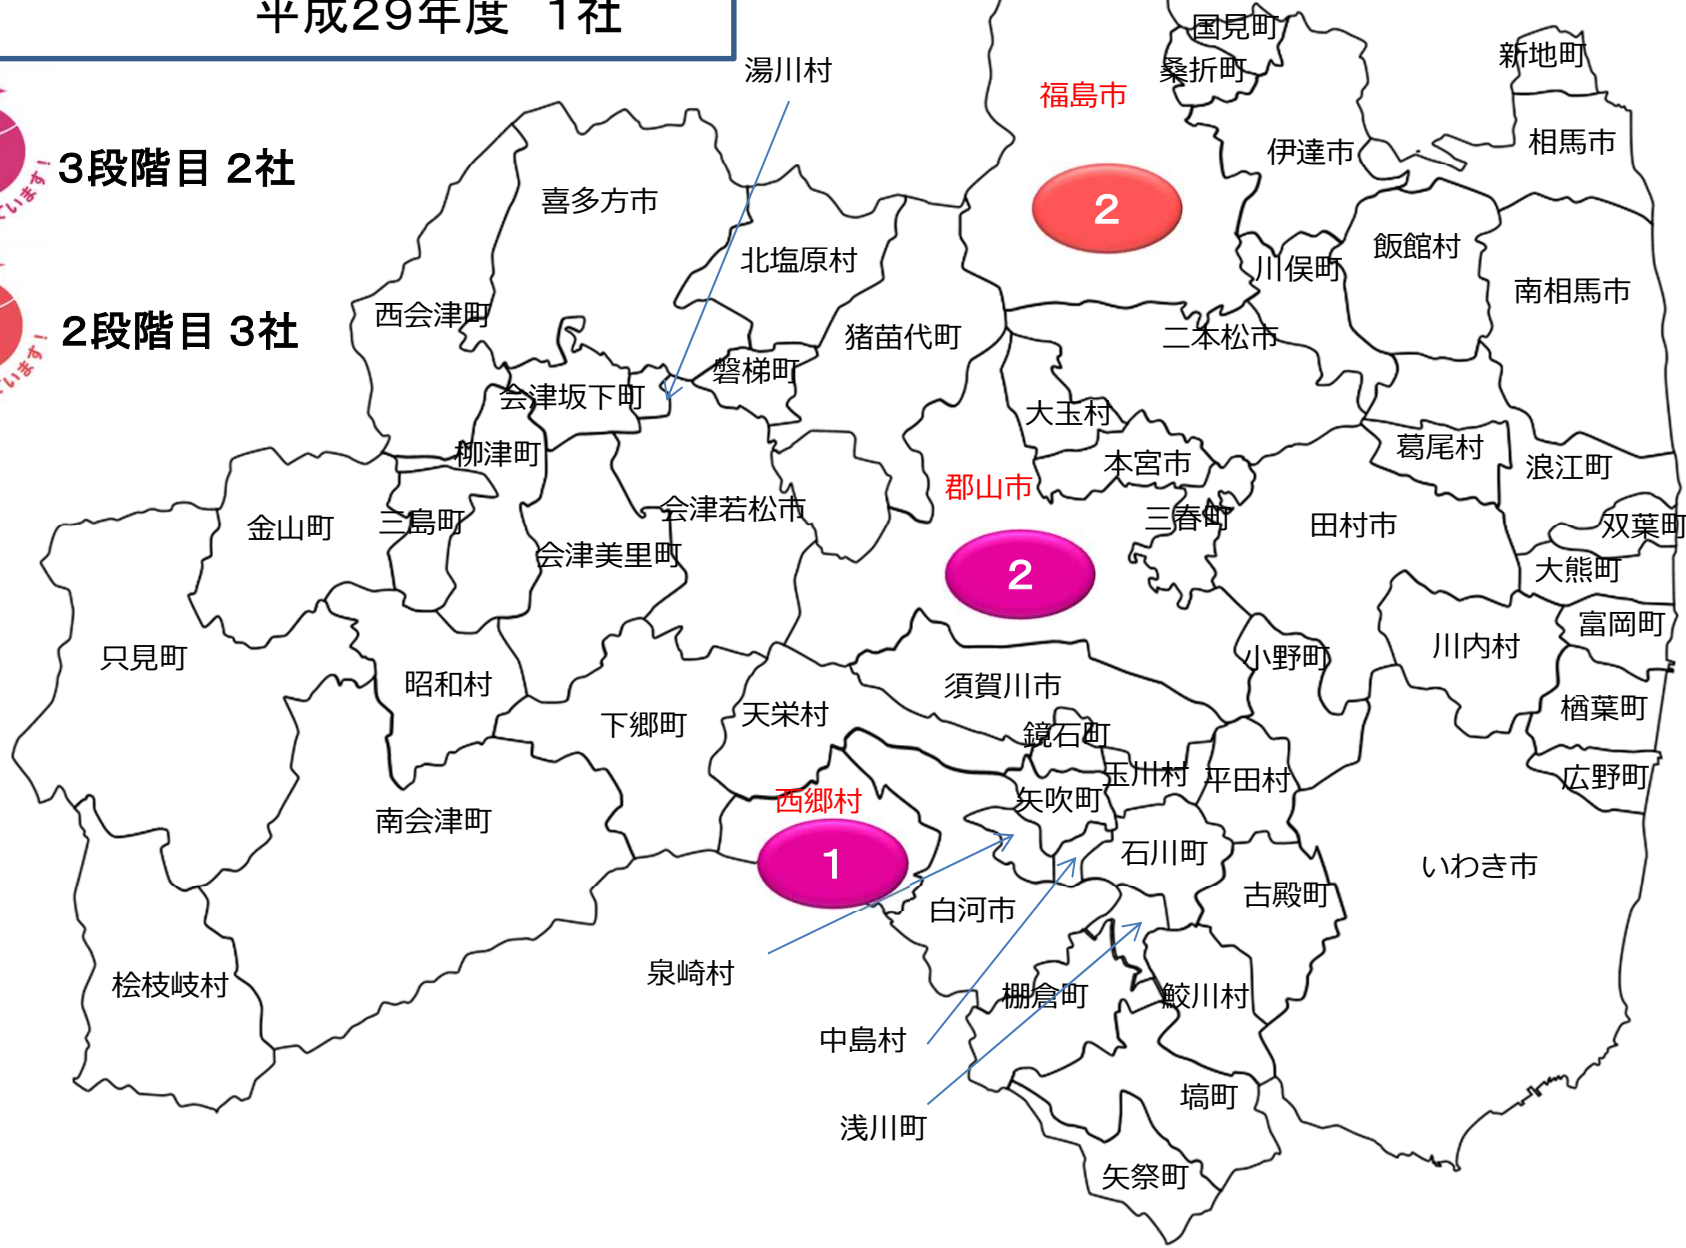 平成29年度 1社
国見町
新地町
湯川村
桑折町
福島市
相馬市
伊達市
3段階目 2社
います!
喜多方市
2
飯館村
北塩原村
川俣町
南相馬市
西会津町
2段階目 3社
います!
猪苗代町
二本松市
磐梯町
会津坂下町
大玉村
柳津町
本宮市
葛尾村
浪江町
郡山市
会津若松市
三春町
金山町
三島町
田村市
双葉町
会津美里町
2
大熊町
富岡町
川内村
只見町
小野町
昭和村
須賀川市
楢葉町
天栄村
下郷町
鏡石町
玉川村
平田村
広野町
西郷村
矢吹町
南会津町
1
石川町
いわき市
古殿町
白河市
泉崎村
桧枝岐村
棚倉町
鮫川村
中島村
塙町
浅川町
矢祭町